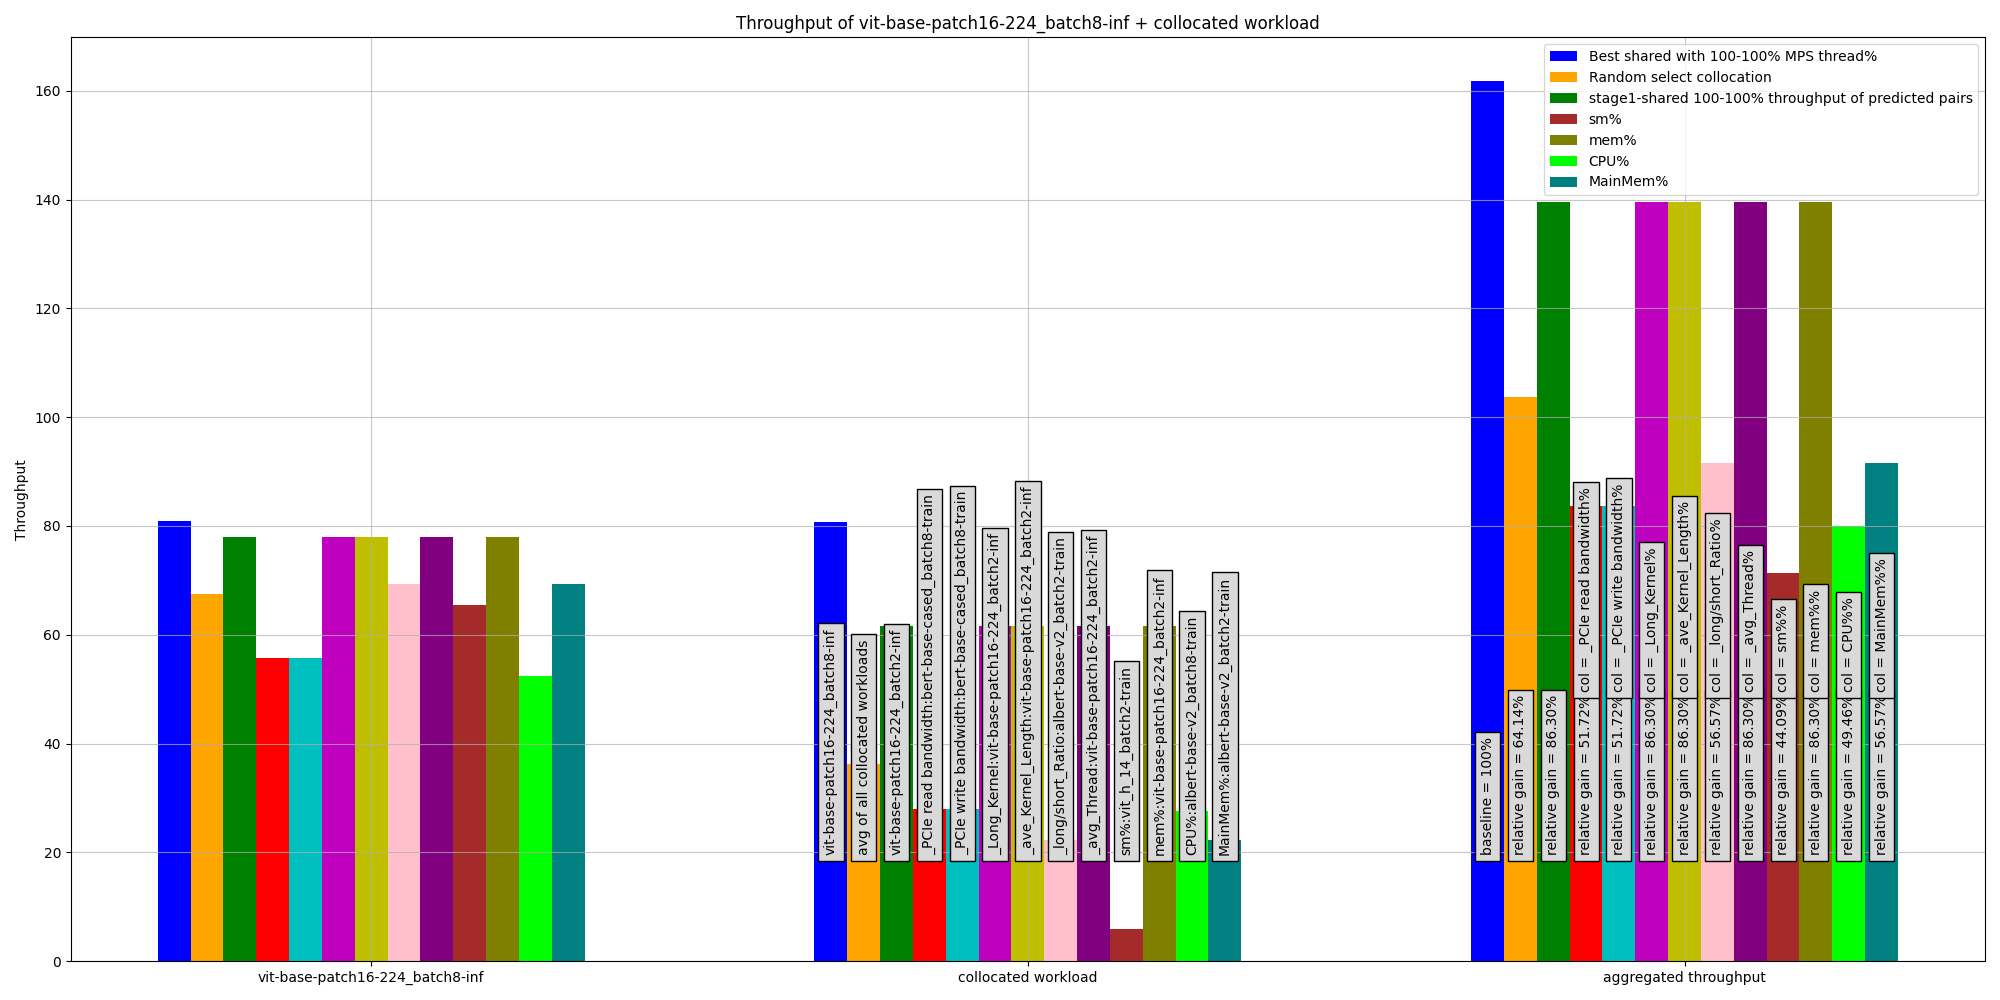 Throughput of vit-base-patch16-224_batch8-inf + collocated workload
Best shared with 100-100% MPS thread%
Random select collocation
stage1-shared 100-100% throughput of predicted pairs
sm%
mem%
CPU%
MainMem%
Throughput
160
140
120
100
80
60
40
20
0
vit-base-patch16-224_batch8-inf
avg of all collocated workloads
vit-base-patch16-224_batch2-inf
_PCIe read bandwidth:bert-base-cased_batch8-train
_PCIe write bandwidth:bert-base-cased_batch8-train
_Long_Kernel:vit-base-patch16-224_batch2-inf
_ave_Kernel_Length:vit-base-patch16-224_batch2-inf
_long/short_Ratio:albert-base-v2_batch2-train
_avg_Thread:vit-base-patch16-224_batch2-inf
sm%:vit_h_14_batch2-train
mem%:vit-base-patch16-224_batch2-inf
CPU%:albert-base-v2_batch8-train
MainMem%:albert-base-v2_batch2-train
baseline = 100%
relative gain = 64.14%
relative gain = 86.30%
relative gain = 51.72%
col = _PCIe read bandwidth%
relative gain = 51.72%
col = _PCIe write bandwidth%
relative gain = 86.30%
col = _Long_Kernel%
relative gain = 86.30%
col = _ave_Kernel_Length%
relative gain = 56.57%
col = _long/short_Ratio%
relative gain = 86.30%
col = _avg_Thread%
relative gain = 44.09%
col = sm%%
relative gain = 86.30%
col = mem%%
relative gain = 49.46%
col = CPU%%
relative gain = 56.57%
col = MainMem%%
vit-base-patch16-224_batch8-inf
collocated workload
aggregated throughput